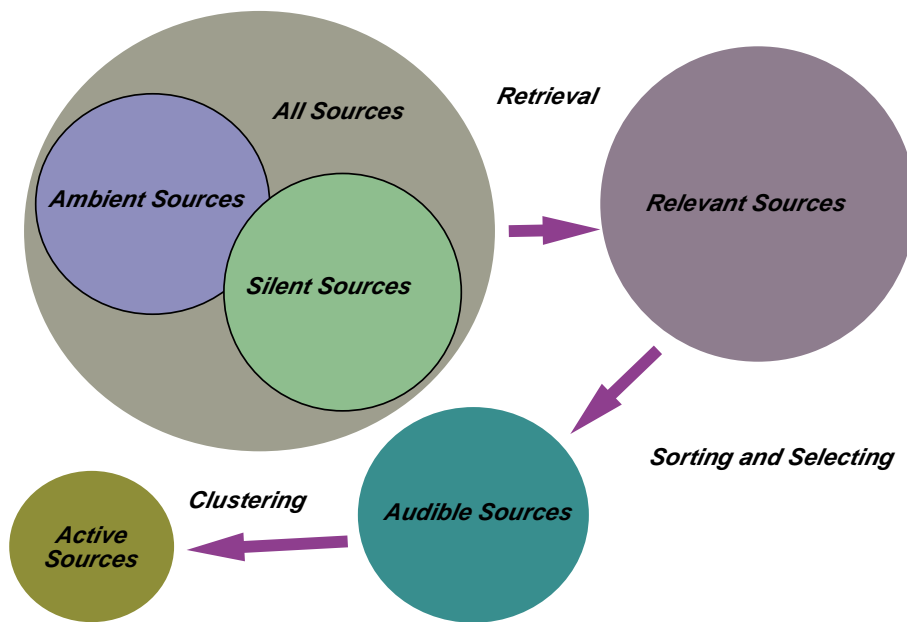 All Sources
Retrieval
Ambient Sources
Relevant Sources
Silent Sources
Sorting and Selecting
Clustering
Audible Sources
Active
Sources